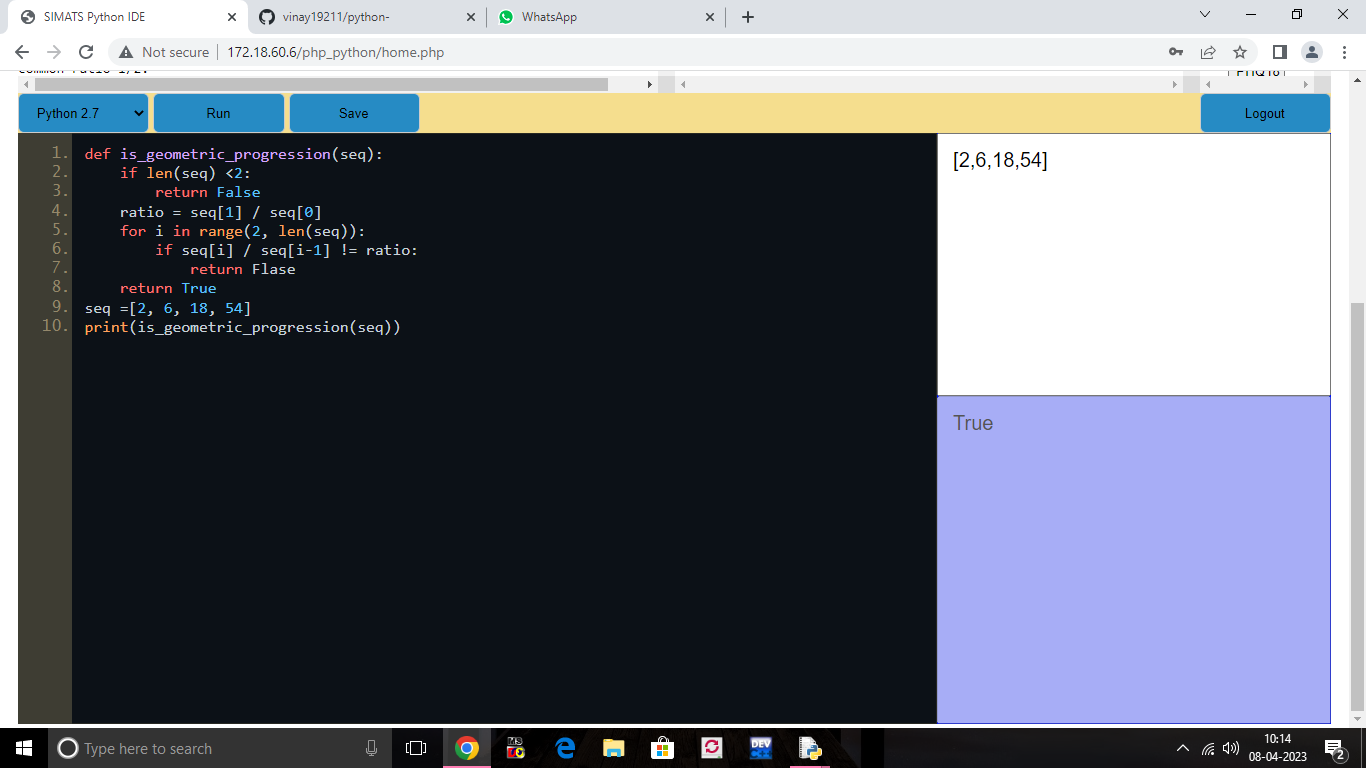 SIMATS Python IDE
vinay19211/python-
WhatsApp
Not secure
172.18.60.6/php_python/home.php
Python 2.7
Run
Save
Logout
1. def is_geometric_progression(seq):
2.     if len(seq) <2:
3.         return False
4.     ratio = seq[1] / seq[0]
5.     for i in range(2, len(seq)):
6.         if seq[i] / seq[i-1] != ratio:
7.             return Flase
8.     return True
9. seq =[2, 6, 18, 54]
10. print(is_geometric_progression(seq))
[2,6,18,54]
True
Type here to search
DEV
10:14
08-04-2023
2